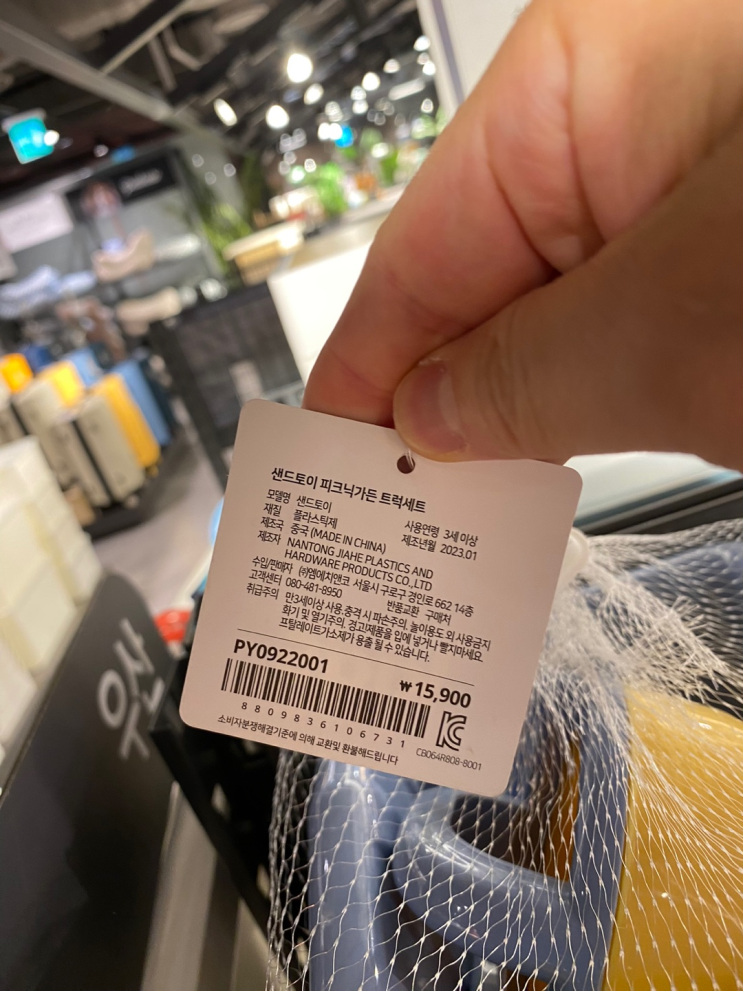 샌드토이 피크닉가든 트럭세트
모델명 샌드토이
재질 플라스틱제 사용연령 3세 이상
제조국 중국 (MADE IN CHINA) 제조년월 2023.01
제조자 NANTONG JIAHE PLASTICS AND
HARDWARE PRODUCTS CO.,LTD
수입/판매자 ㈜엠에치앤코 서울시 구로구 경인로 662 14층
고객센터 080-481-8950 반품교환 구매처
취급주의 만3세이상 사용.충격 시 파손주의. 놀이용도 외 사용금지
화기 및 열기주의. 경고!제품을 입에 넣거나 빨지마세요.
프탈레이트가소제가 용출 될 수 있습니다.
PY0922001
₩15,900
8809836106731
소비자분쟁해결기준에 의해 교환및 환불해드립니다
CB064R808-8001
우산